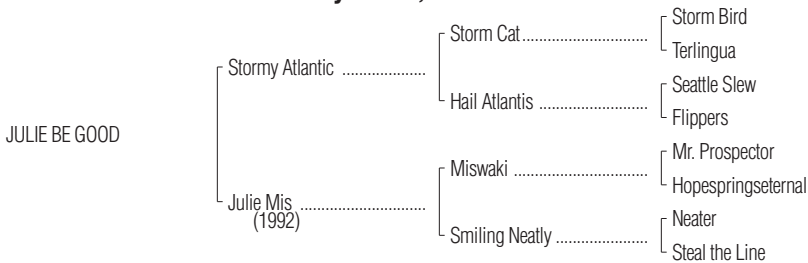 Storm Bird
Storm Cat
Terlingua
Stormy Atlantic
Seattle Slew
Hail Atlantis
Flippers
JULIE BE GOOD
Mr. Prospector
Miswaki
Hopespringseternal
Julie Mis
(1992)
Neater
Smiling Neatly
Steal the Line